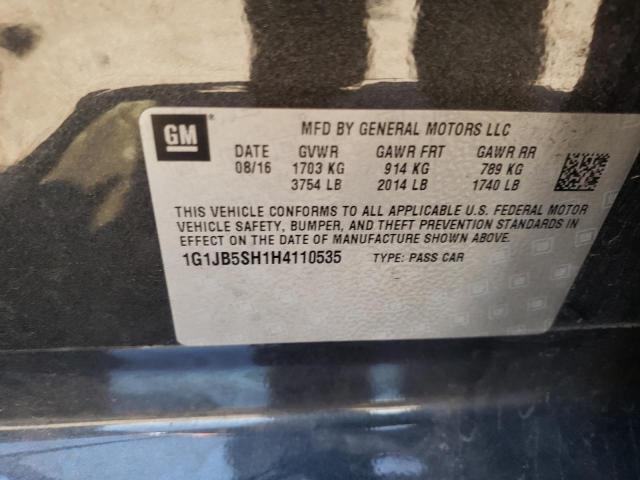 GM
MFD BY GENERAL MOTORS LLC
DATE GVWR GAWR FRT GAWR RR
08/16 1703 KG 914 KG 789 KG
3754 LB 2014 LB 1740 LB
THIS VEHICLE CONFORMS TO ALL APPLICABLE U.S. FEDERAL MOTOR
VEHICLE SAFETY, BUMPER, AND THEFT PREVENTION STANDARDS IN
EFFECT ON THE DATE OF MANUFACTURE SHOWN ABOVE.
1G1JB5SH1H4110535 TYPE: PASS CAR